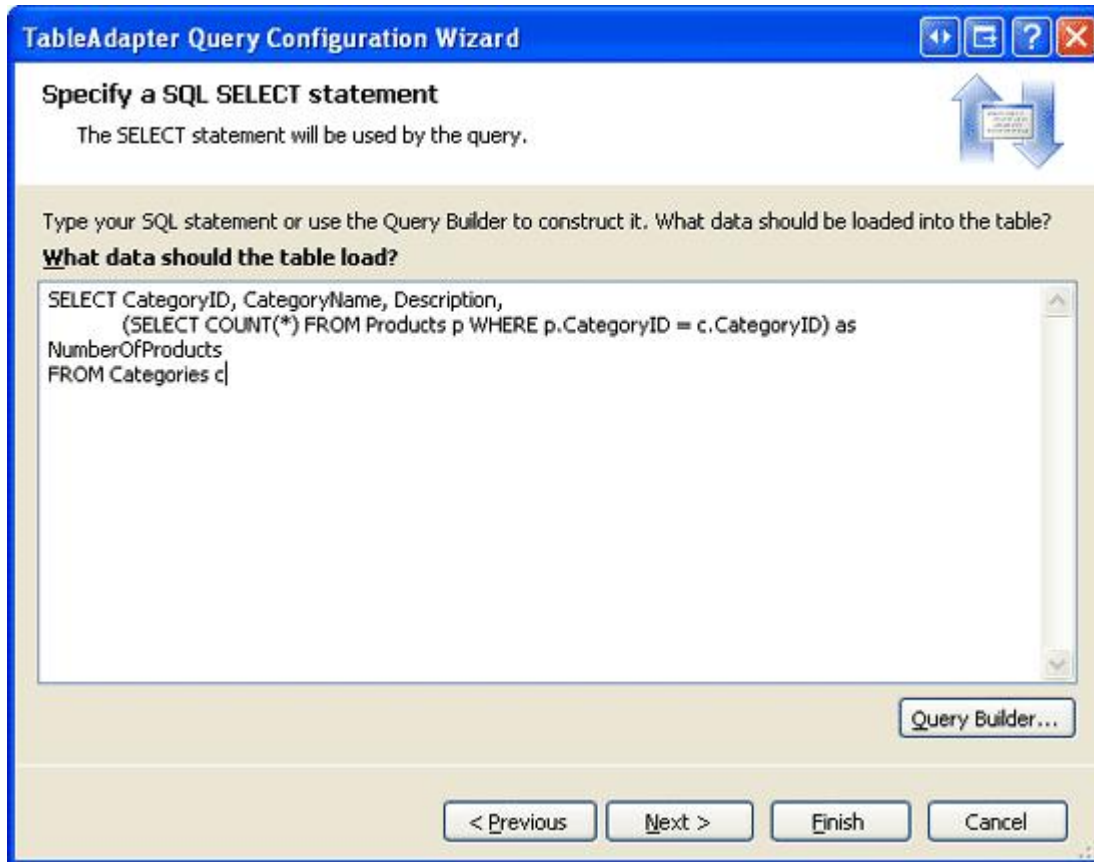 TableAdapter Query Configuration Wizard
Specify a SQL SELECT statement
The SELECT statement will be used by the query.
Type your SQL statement or use the Query Builder to construct it. What data should be loaded into the table?
What data should the table load?
SELECT CategoryID, CategoryName, Description,
(SELECT COUNT(*) FROM Products p WHERE p.CategoryID = c.CategoryID) as
NumberOfProducts
FROM Categories c
Query Builder...
< Previous
Next >
Finish
Cancel